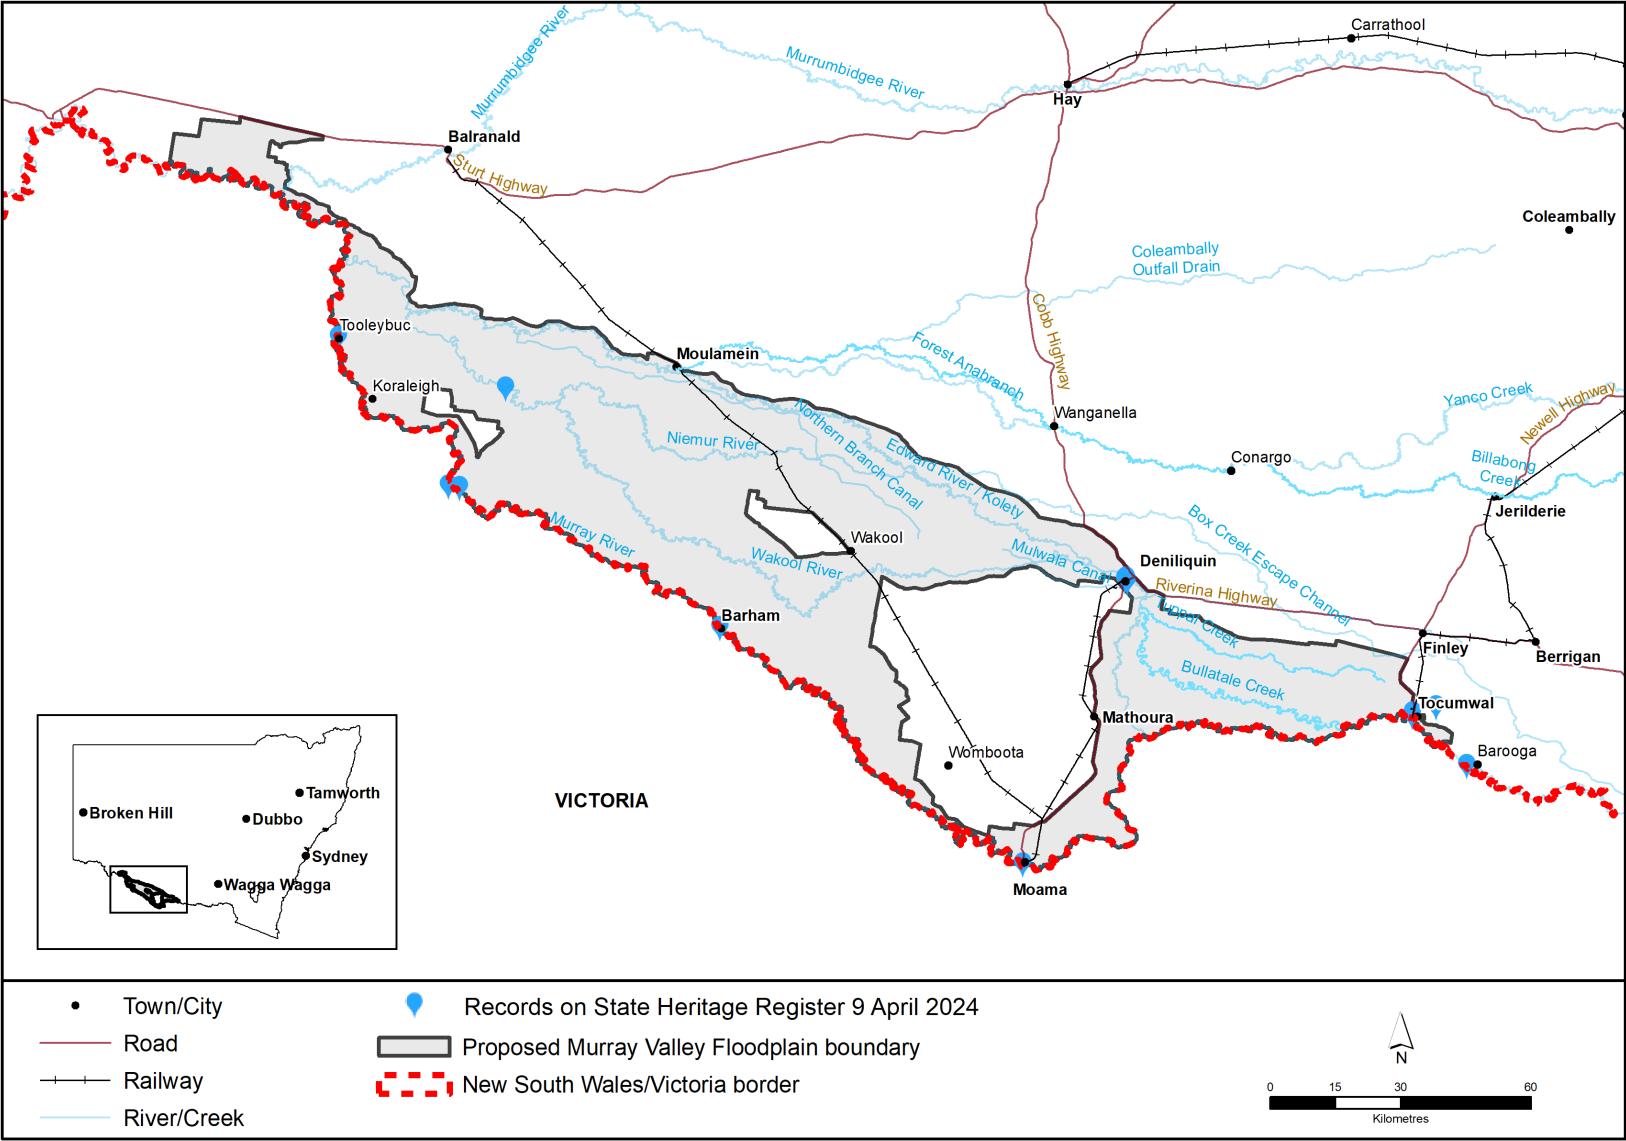 Carrathool
Murrumbidgee River
Murrumbidgee River
Hay
Balranald
Sturt Highway
Coleambally
Coleambally
Outfall Drain
Cobb Highway
Tooleybuc
Moulamein
Forest Anabranch
Koraleigh
Yanco Creek
Newell Highway
Wanganella
Northern Branch Canal
Niemur River
Edward River / Kolety
Conargo
Billabong
Creek
Jerilderie
Murray River
Box Creek Escape Channel
Wakool
Wakool River
Mulwala Canal
Deniliquin
Riverina Highway
Tuppal Creek
Barham
Finley
Berrigan
Bullatale Creek
Tocumwal
Mathoura
Womboota
Barooga
VICTORIA
Moama
Tamworth
Broken Hill
Dubbo
Sydney
Wagga Wagga
Town/City
Records on State Heritage Register 9 April 2024
Road
Proposed Murray Valley Floodplain boundary
Railway
New South Wales/Victoria border
River/Creek
N
0 15 30 60
Kilometres